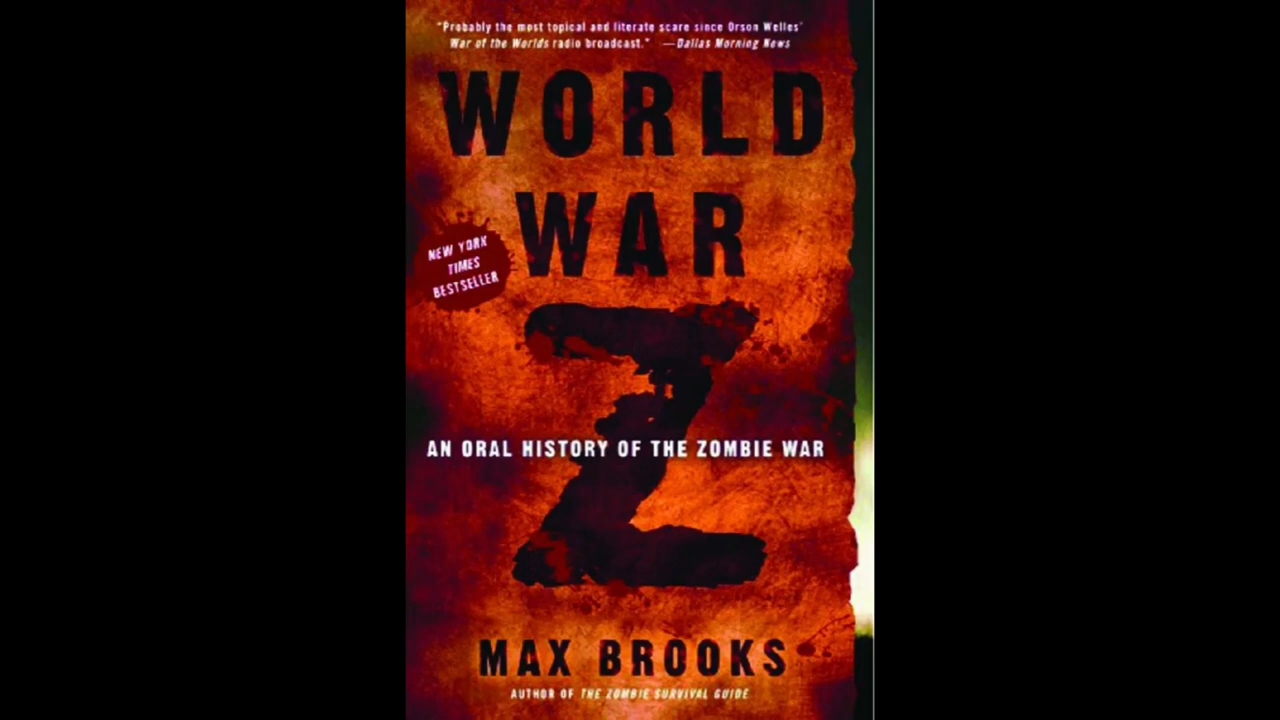 "Probably the most topical and literate scare since Orson Welles'
War of the Worlds radio broadcast." —Dallas Morning News
WORLD
WAR
NEW YORK
TIMES
BESTSELLER
Z
AN ORAL HISTORY OF THE ZOMBIE WAR
MAX BROOKS
AUTHOR OF THE ZOMBIE SURVIVAL GUIDE